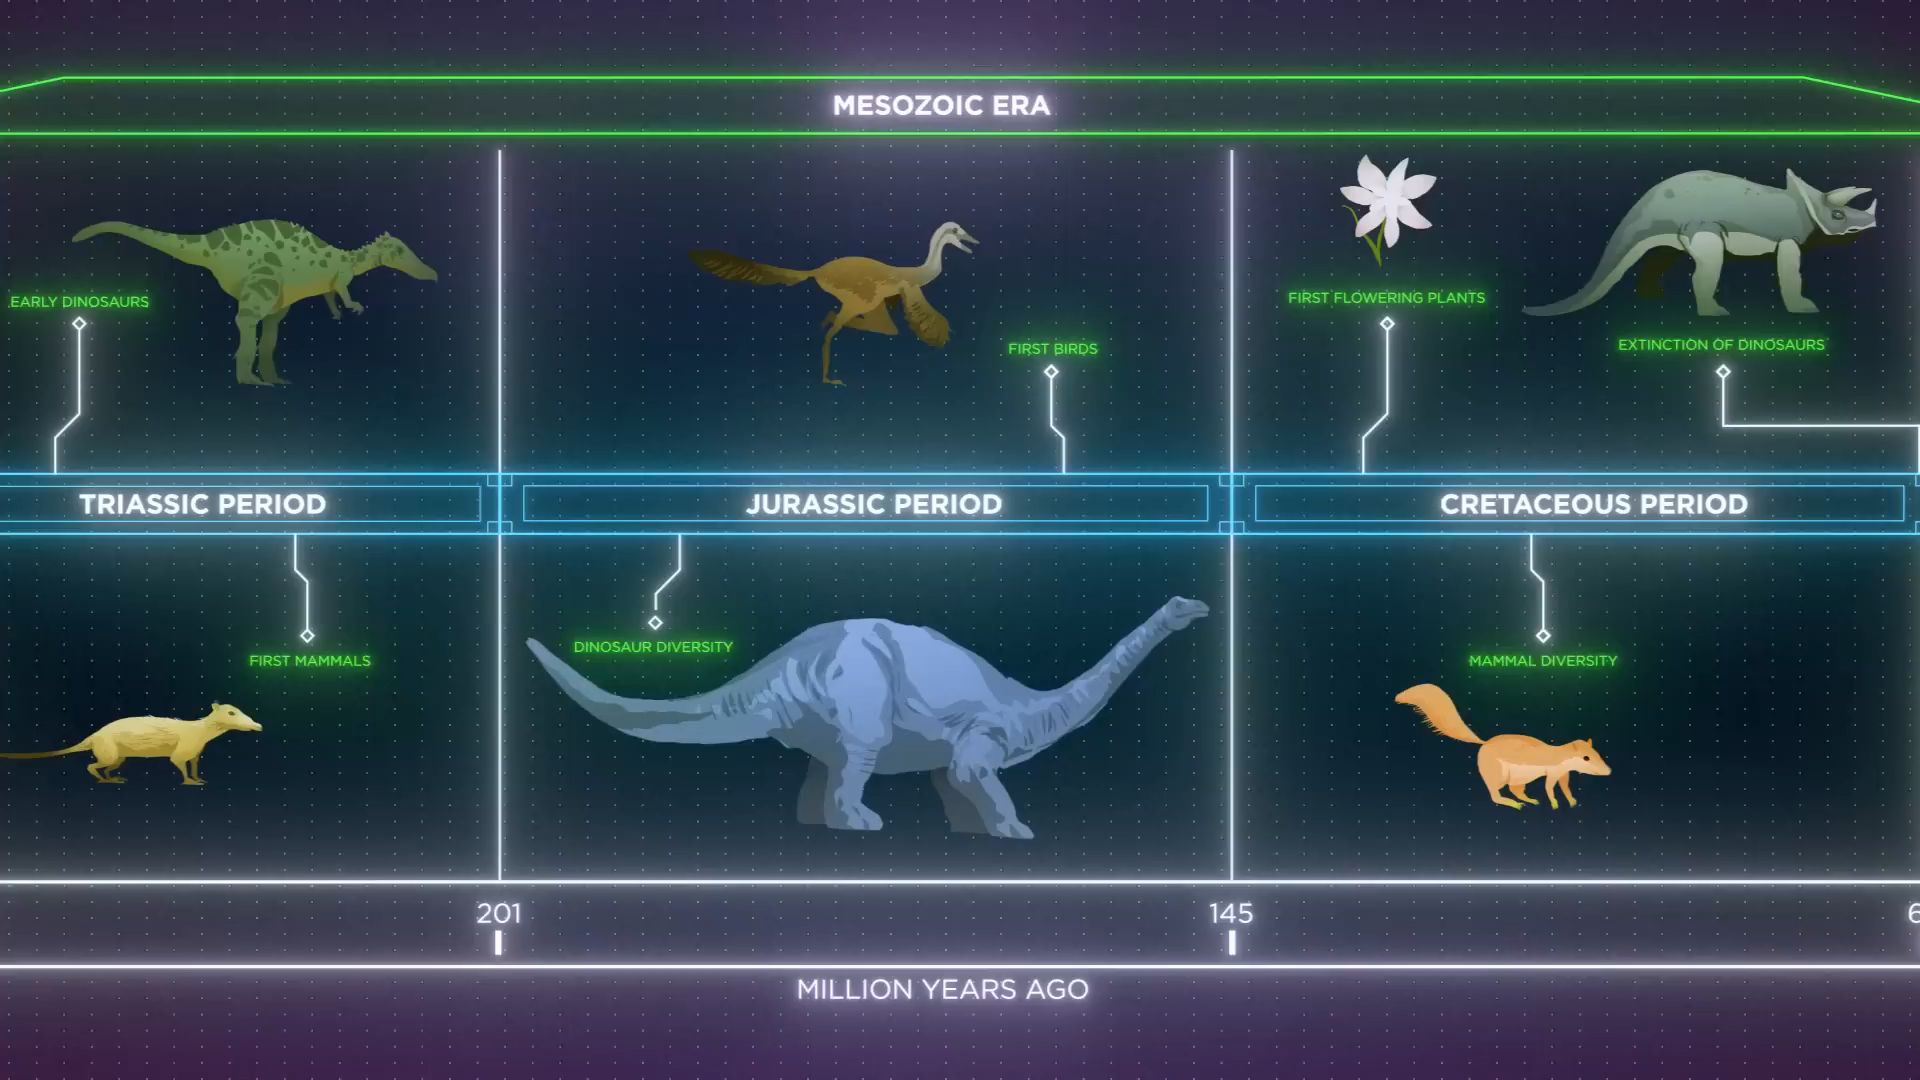 MESOZOIC ERA
EARLY DINOSAURS
FIRST BIRDS
FIRST FLOWERING PLANTS
EXTINCTION OF DINOSAURS
TRIASSIC PERIOD
JURASSIC PERIOD
CRETACEOUS PERIOD
FIRST MAMMALS
DINOSAUR DIVERSITY
MAMMAL DIVERSITY
201
145
MILLION YEARS AGO